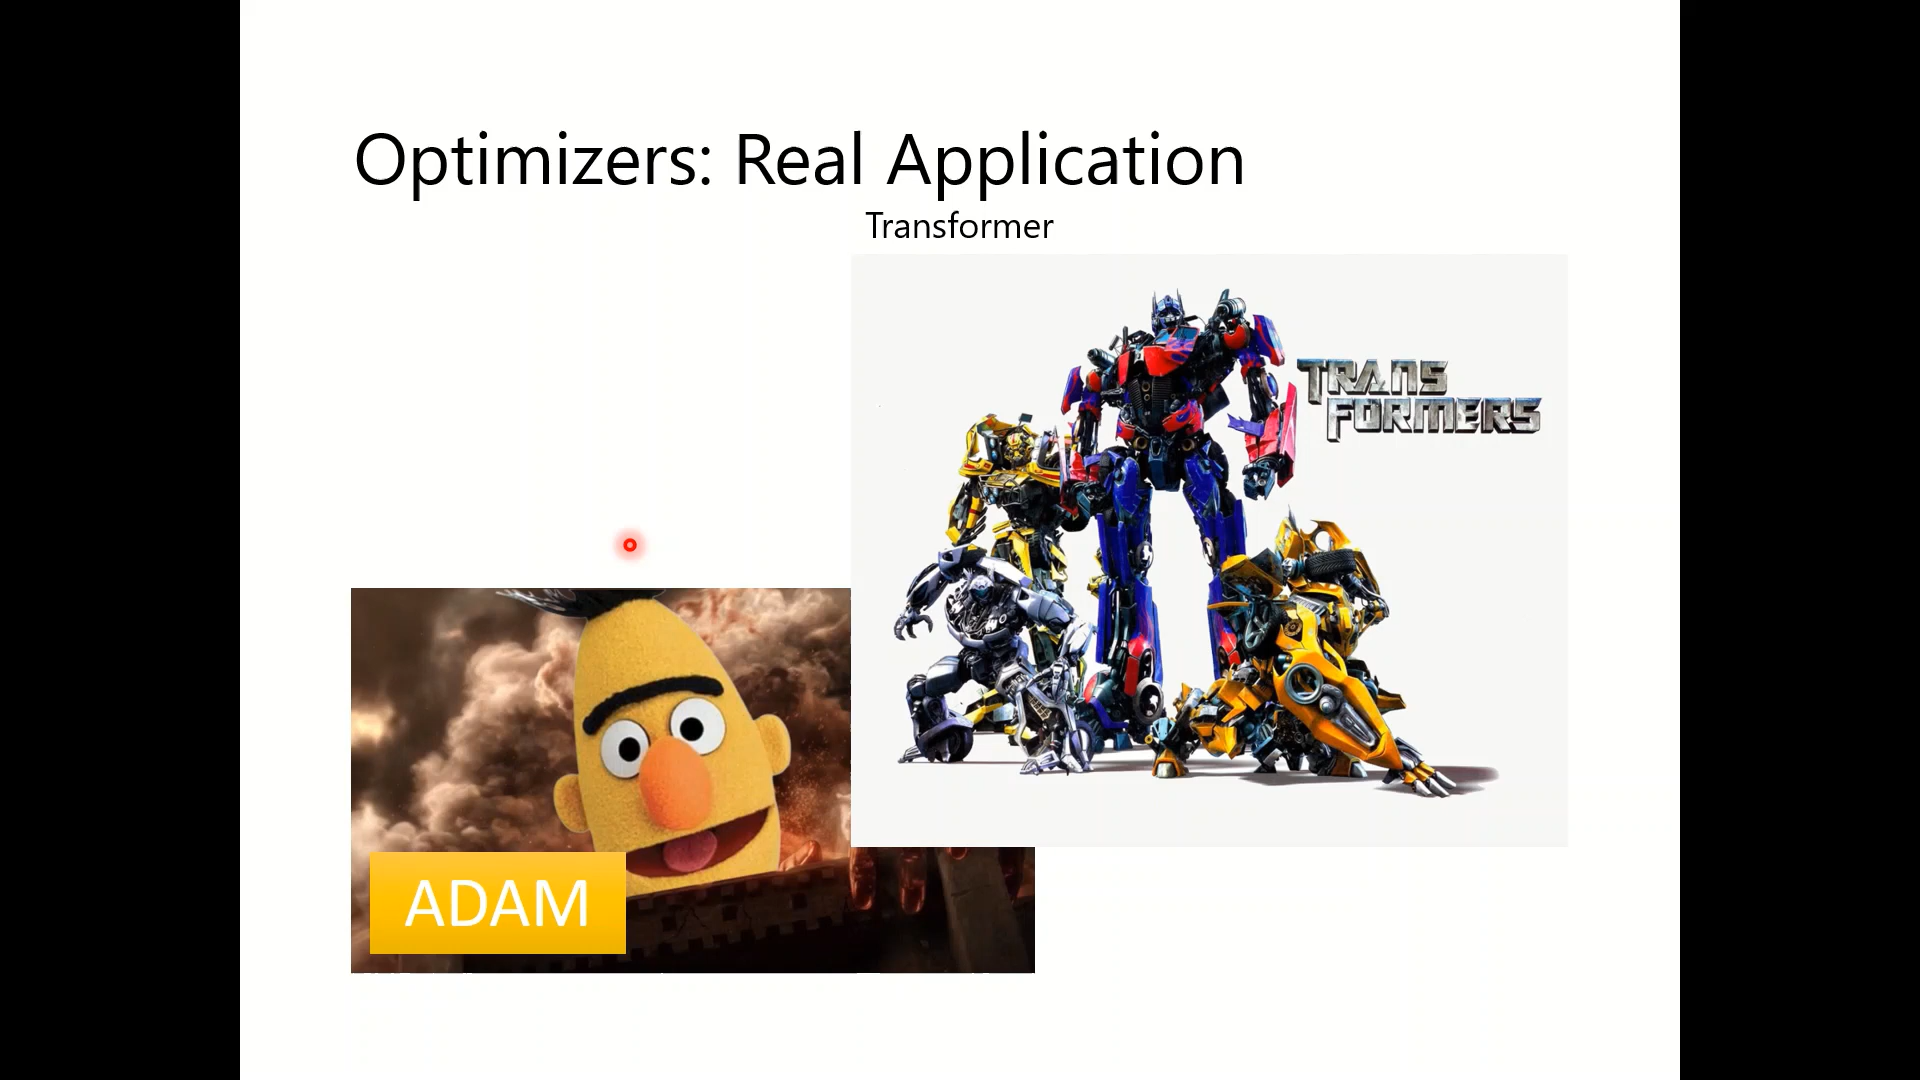 Optimizers: Real Application
Transformer
TRANS
FORMERS
ADAM